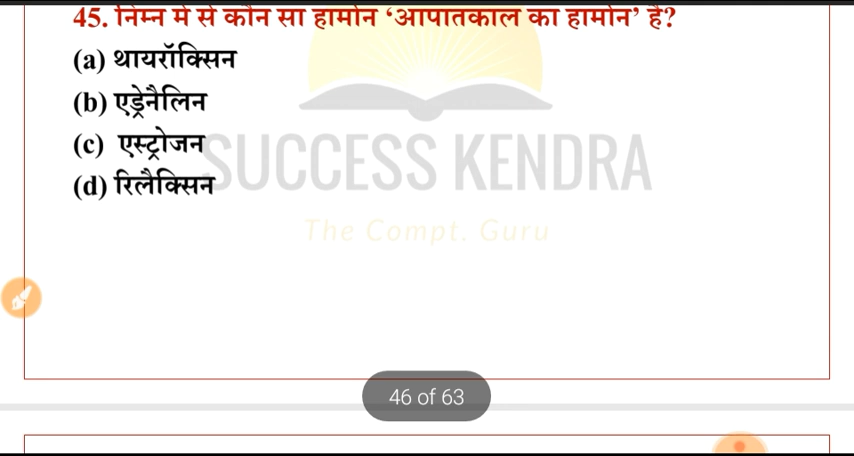 45. निम्न में से कौन सा हार्मोन ‘आपातकाल का हार्मोन’ है?
(a) थायरॉक्सिन
(b) एड्रेनैलिन
(c) एस्ट्रोजन
(d) रिलैक्सिन
SUCCESS KENDRA
The Compt. Guru
46 of 63